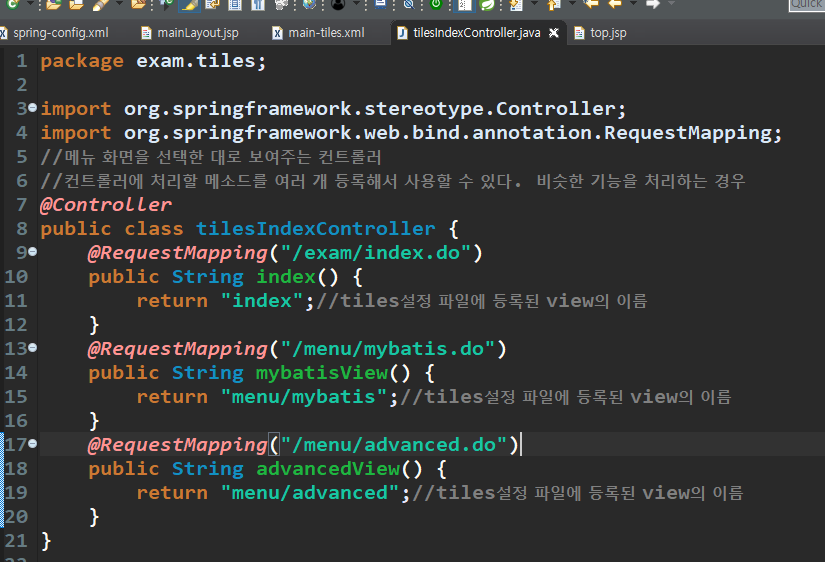 Quick
spring-config.xml mainLayout.jsp main-tiles.xml tilesIndexController.java top.jsp
1 package exam.tiles;
2
3 import org.springframework.stereotype.Controller;
4 import org.springframework.web.bind.annotation.RequestMapping;
5 //메뉴 화면을 선택한 대로 보여주는 컨트롤러
6 //컨트롤러에 처리할 메소드를 여러 개 등록해서 사용할 수 있다. 비슷한 기능을 처리하는 경우
7 @Controller
8 public class tilesIndexController {
9 @RequestMapping("/exam/index.do")
10 public String index() {
11 return "index";//tiles설정 파일에 등록된 view의 이름
12 }
13 @RequestMapping("/menu/mybatis.do")
14 public String mybatisView() {
15 return "menu/mybatis";//tiles설정 파일에 등록된 view의 이름
16 }
17 @RequestMapping("/menu/advanced.do")
18 public String advancedView() {
19 return "menu/advanced";//tiles설정 파일에 등록된 view의 이름
20 }
21 }